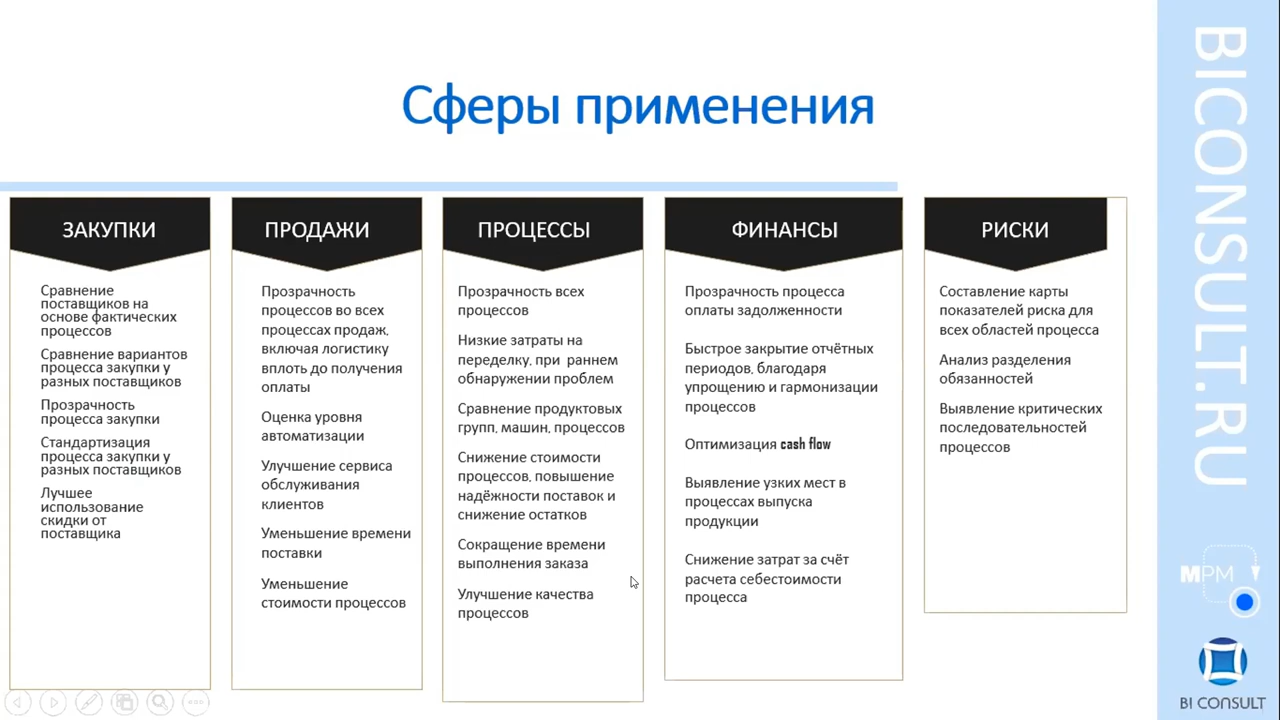 Сферы применения
ЗАКУПКИ
Сравнение
поставщиков на
основе фактических
процессов
Сравнение вариантов
процесса закупки у
разных поставщиков
Прозрачность
процесса закупки
Стандартизация
процесса закупки у
разных поставщиков
Лучшее
использование
скидки от
поставщика
ПРОДАЖИ
Прозрачность
процессов во всех
процессах продаж,
включая логистику
вплоть до получения
оплаты
Оценка уровня
автоматизации
Улучшение сервиса
обслуживания
клиентов
Уменьшение времени
поставки
Уменьшение
стоимости процессов
ПРОЦЕССЫ
Прозрачность всех
процессов
Низкие затраты на
переделку, при раннем
обнаружении проблем
Сравнение продуктовых
групп, машин, процессов
Снижение стоимости
процессов, повышение
надёжности поставок и
снижение остатков
Сокращение времени
выполнения заказа
Улучшение качества
процессов
ФИНАНСЫ
Прозрачность процесса
оплаты задолженности
Быстрое закрытие отчётных
периодов, благодаря
упрощению и гармонизации
процессов
Оптимизация cash flow
Выявление узких мест в
процессах выпуска
продукции
Снижение затрат за счёт
расчета себестоимости
процесса
РИСКИ
Составление карты
показателей риска для
всех областей процесса
Анализ разделения
обязанностей
Выявление критических
последовательностей
процессов
BICONSULT.RU
MPM
BI CONSULT